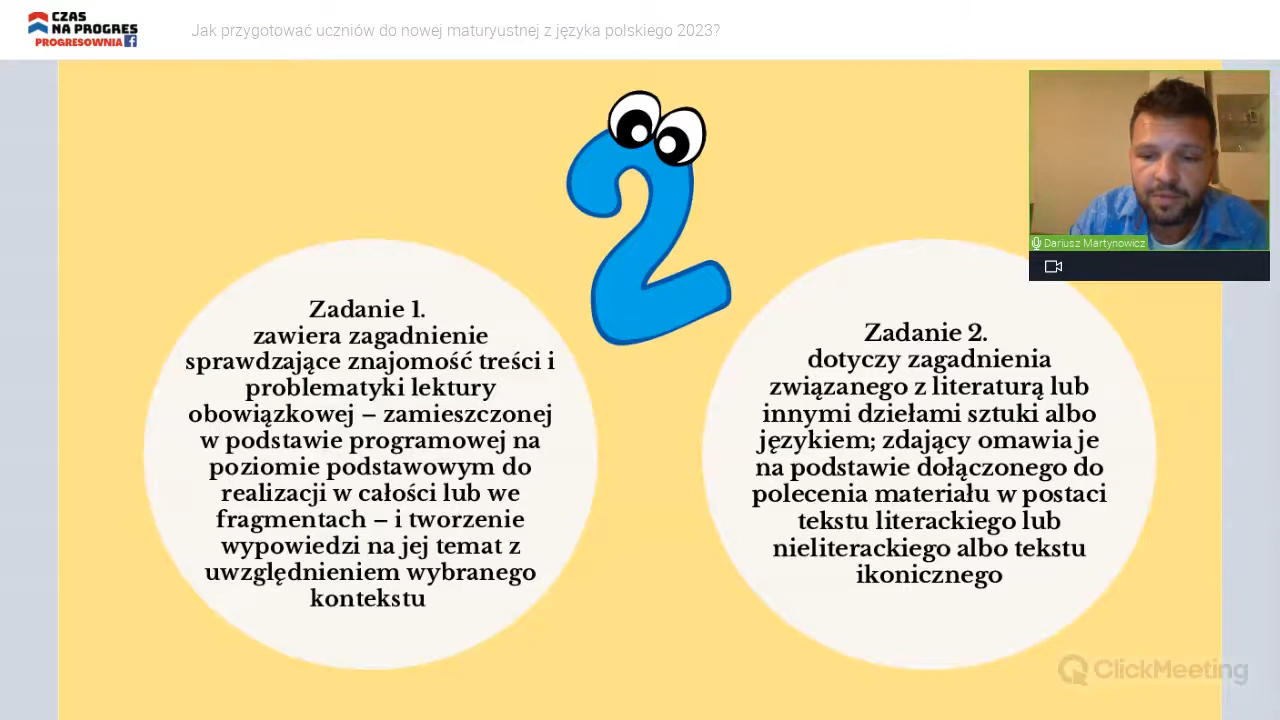 CZAS
NA PROGRES
PROGRESOWNIA f
Jak przygotować uczniów do nowej maturyustnej z języka polskiego 2023?
2
Dariusz Martynowicz
Zadanie 1.
zawiera zagadnienie
sprawdzające znajomość treści i
problematyki lektury
obowiązkowej – zamieszczonej
w podstawie programowej na
poziomie podstawowym do
realizacji w całości lub we
fragmentach – i tworzenie
wypowiedzi na jej temat z
uwzględnieniem wybranego
kontekstu
Zadanie 2.
dotyczy zagadnienia
związanego z literaturą lub
innymi dziełami sztuki albo
językiem; zdający omawia je
na podstawie dołączonego do
polecenia materiału w postaci
tekstu literackiego lub
nieliterackiego albo tekstu
ikonicznego
ClickMeeting